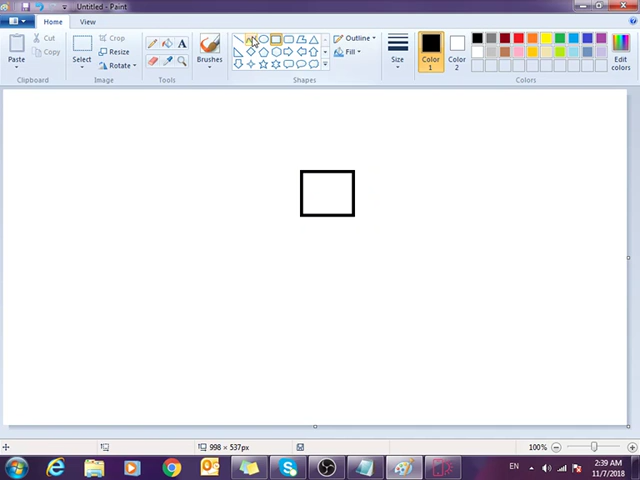 Untitled - Paint
Home View
Paste
Cut
Copy
Clipboard
Select
Crop
Resize
Rotate
Image
A
Tools
Brushes
Shapes
Outline
Fill
Size
Color 1
Color 2
Colors
Edit colors
998 × 537px
100%
EN
2:39 AM
11/7/2018